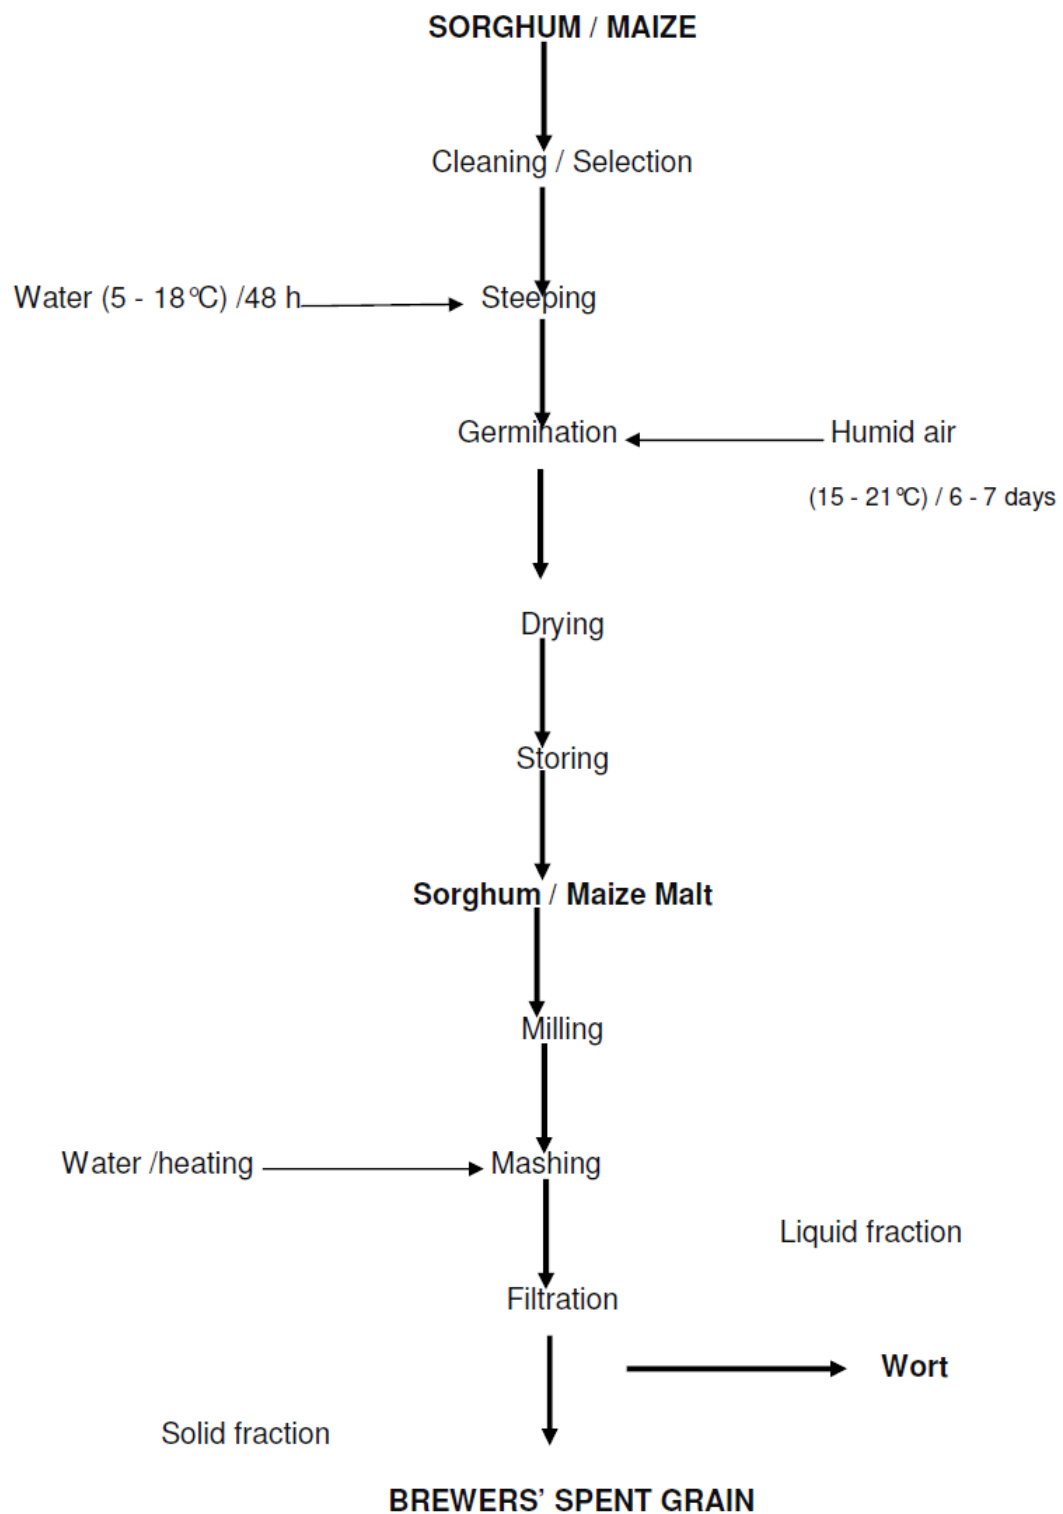 SORGHUM / MAIZE
Cleaning / Selection
Water (5 - 18°C) /48 h
Steeping
Germination
Humid air
(15 - 21°C) / 6 - 7 days
Drying
Storing
Sorghum / Maize Malt
Milling
Water /heating
Mashing
Liquid fraction
Filtration
Wort
Solid fraction
BREWERS’ SPENT GRAIN